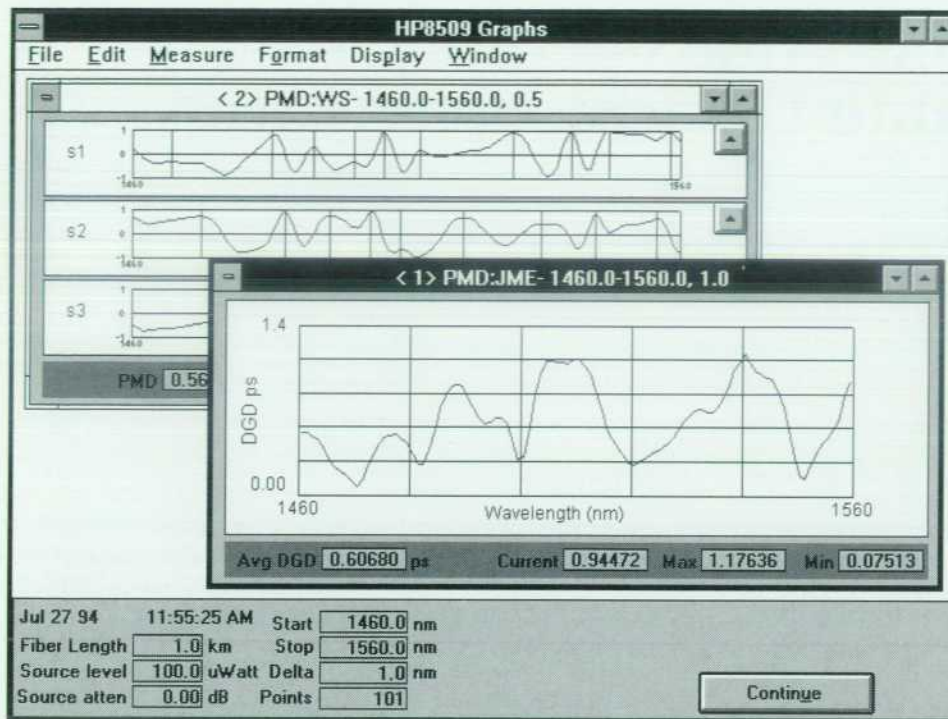 HP8509 Graphs
File Edit Measure Format Display Window
< 2> PMD:WS- 1460.0-1560.0, 0.5
s1
1
0
-1
1460
1560
s2
1
0
-1
1460
s3
1
0
-1
1460
PMD 0.56
< 1> PMD:JME- 1460.0-1560.0, 1.0
1.4
DGD ps
0.00
1460
Wavelength (nm)
1560
Avg DGD 0.60680 ps Current 0.94472 Max 1.17636 Min 0.07513
Jul 27 94 11:55:25 AM Start 1460.0 nm
Fiber Length 1.0 km Stop 1560.0 nm
Source level 100.0 uWatt Delta 1.0 nm
Source atten 0.00 dB Points 101
Continue